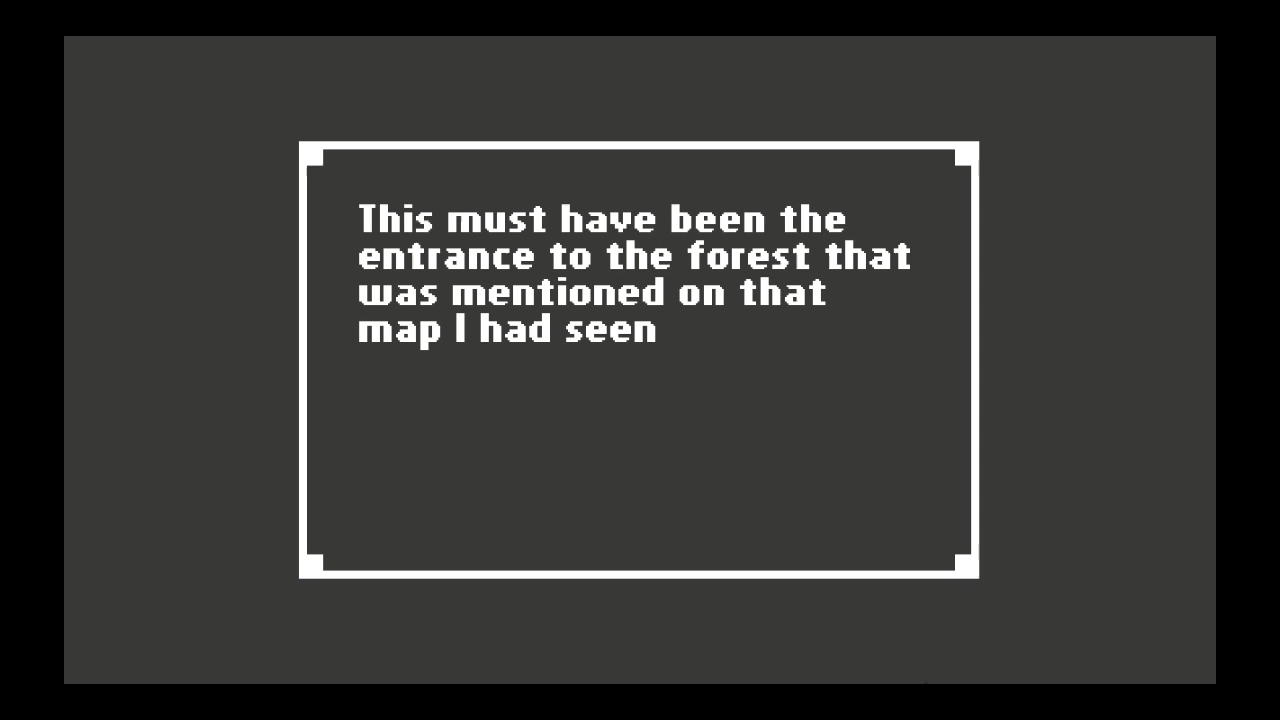 This must have been the
entrance to the forest that
was mentioned on that
map I had seen